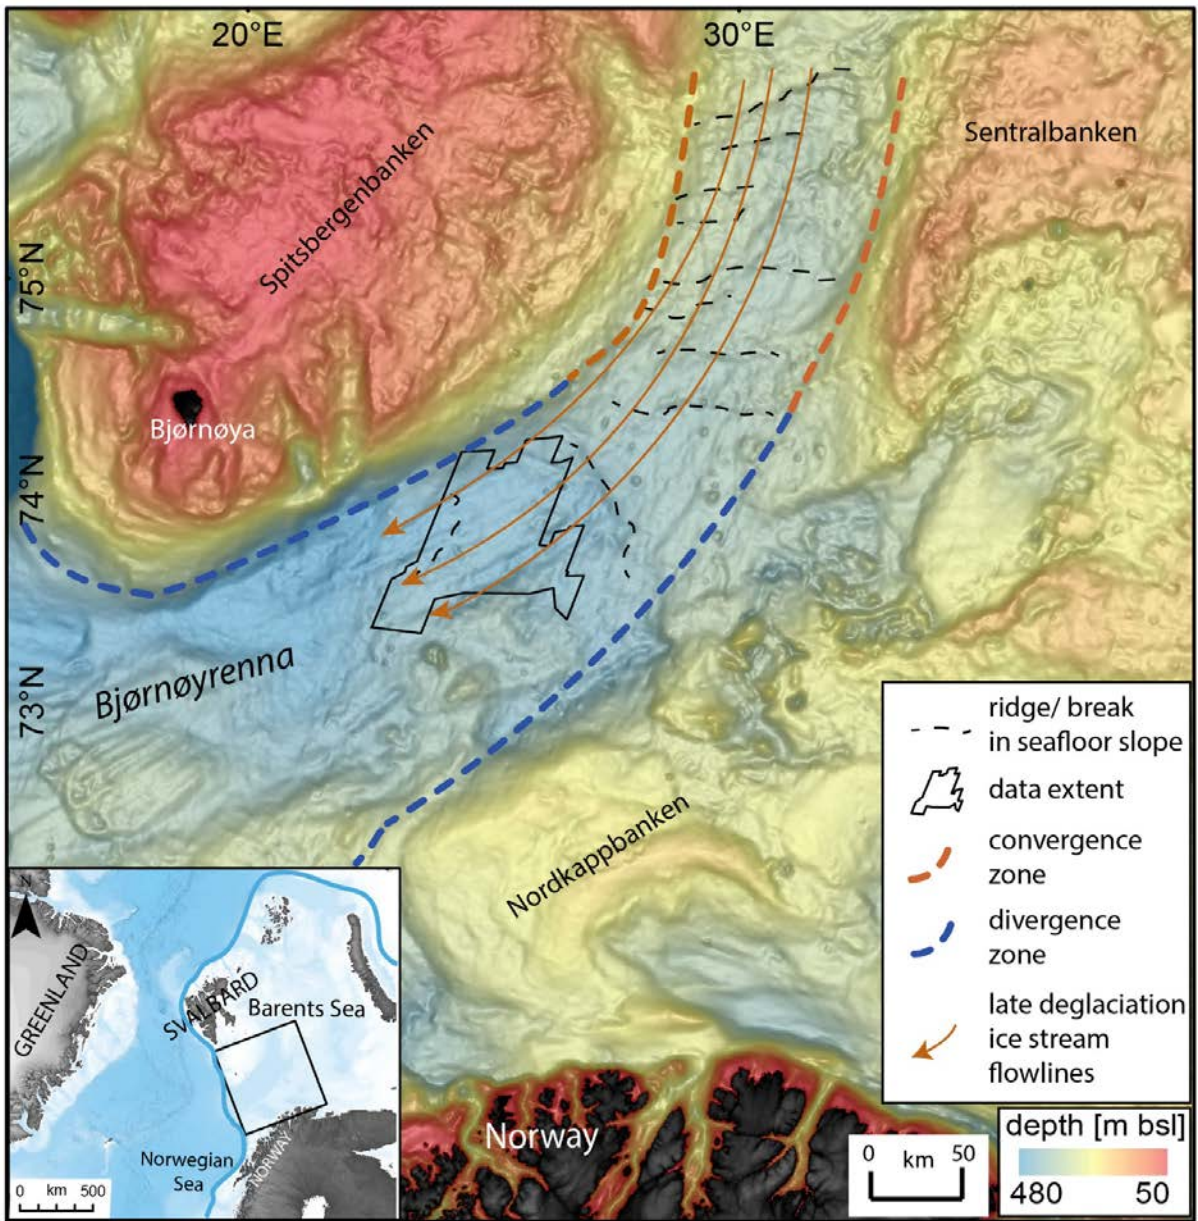 20°E
30°E
Sentralbanken
Spitsbergenbanken
75°N
Bjørnøya
74°N
Bjørnøyrenna
73°N
Nordkappbanken
Norway
ridge/ break
in seafloor slope
data extent
convergence
zone
divergence
zone
late deglaciation
ice stream
flowlines
0 km 50
depth [m bsl]
480 50
N
GREENLAND
SVALBARD
Barents Sea
Norwegian
Sea
NORWAY
0 km 500